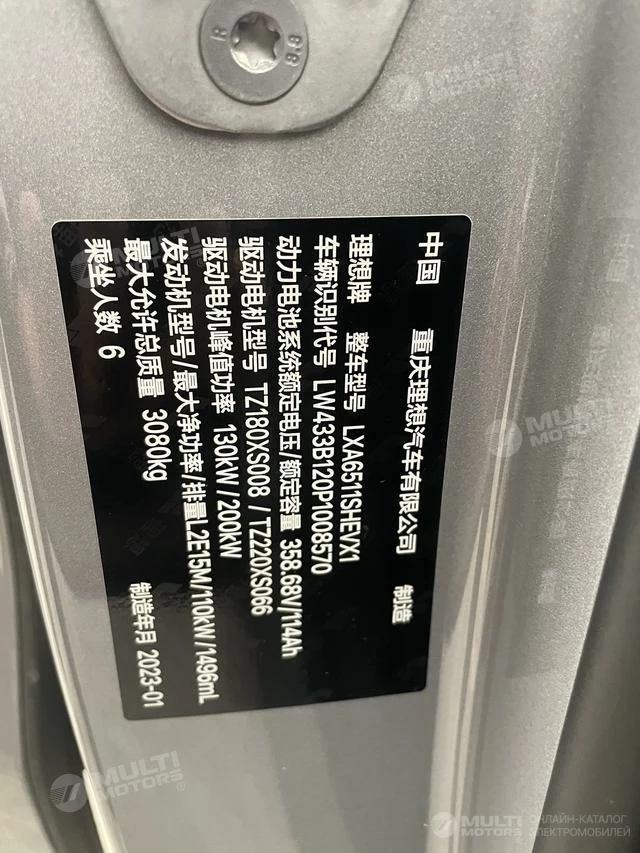 8.8
中国 重庆理想汽车有限公司 制造
理想牌 整车型号 LXA6511SHEVX1
车辆识别代号 LW433B120P1008570
动力电池系统额定电压/额定容量 358.68V/114Ah
驱动电机型号 TZ180XS008 / TZ220XS066
驱动电机峰值功率 130kW/200kW
发动机型号/最大净功率/排量L2E15M/110kW/1496mL
最大允许总质量 3080kg
乘坐人数 6 制造年月 2023-01
MULTI MOTORS
MULTI MOTORS
MULTI MOTORS
MULTI MOTORS®
MULTI MOTORS
ОНЛАЙН-КАТАЛОГ
ЭЛЕКТРОМОБИЛЕЙ